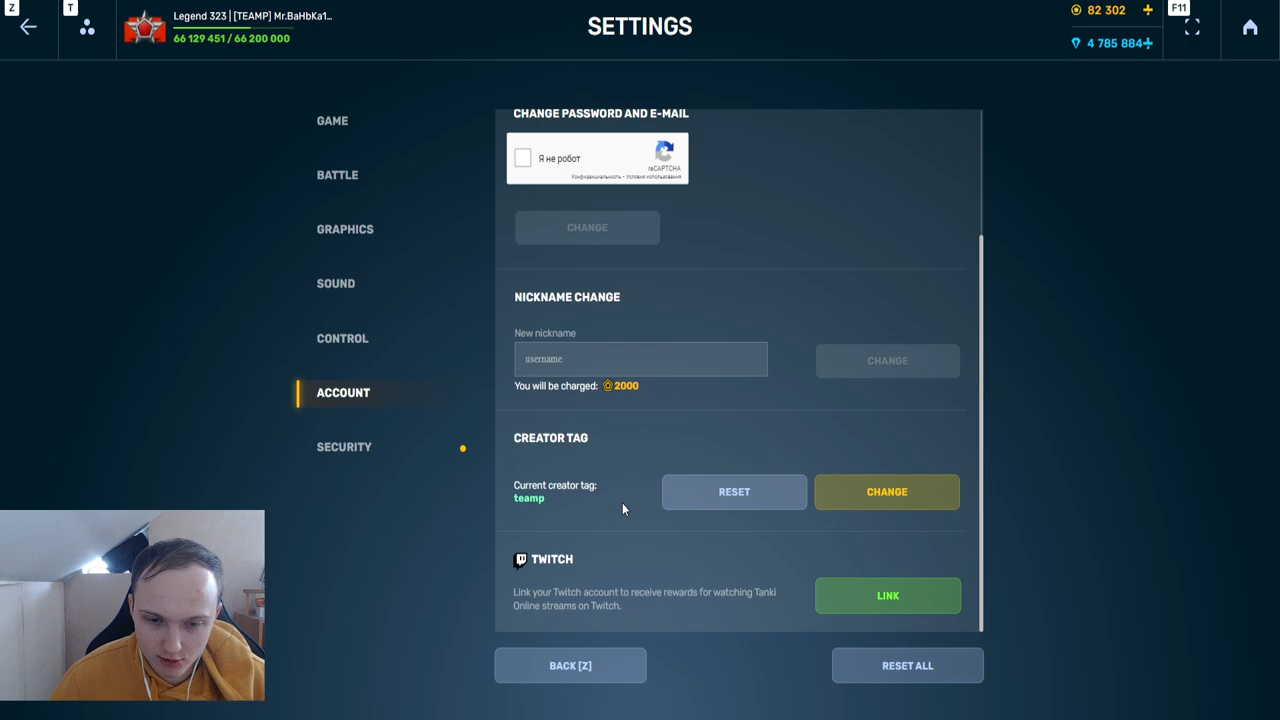 Z
T
Legend 323 | [TEAMP] Mr.BaHbKa1...
66 129 451 / 66 200 000
SETTINGS
82 302 +
4 785 884+
F11
GAME
BATTLE
GRAPHICS
SOUND
CONTROL
ACCOUNT
SECURITY
CHANGE PASSWORD AND E-MAIL
Я не робот
reCAPTCHA
Конфиденциальность • Условия использования
CHANGE
NICKNAME CHANGE
New nickname
username
CHANGE
You will be charged: 2000
CREATOR TAG
Current creator tag:
teamp
RESET
CHANGE
TWITCH
Link your Twitch account to receive rewards for watching Tanki
Online streams on Twitch.
LINK
BACK [Z]
RESET ALL